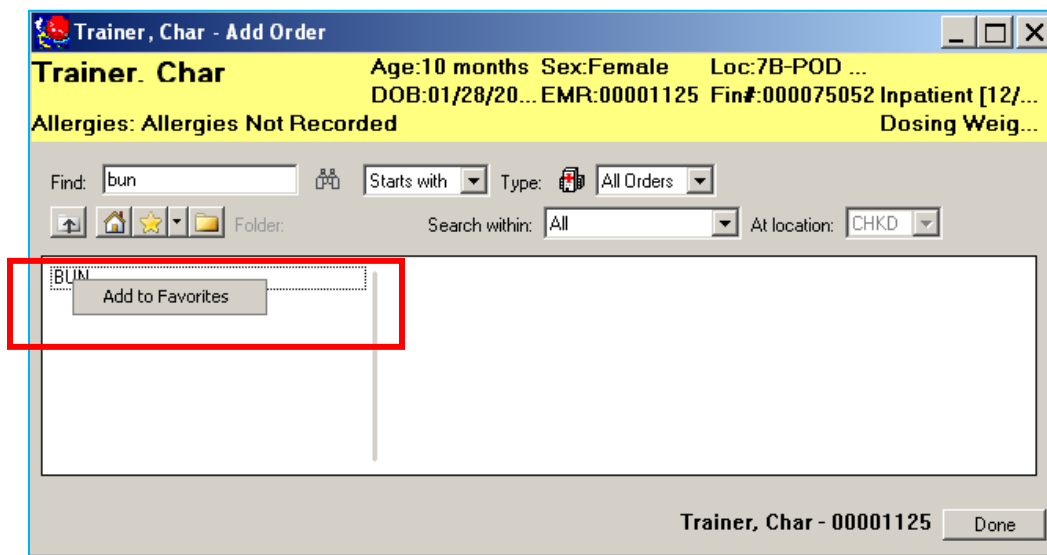 Trainer, Char - Add Order
Trainer. Char Age:10 months Sex:Female Loc:7B-POD ...
DOB:01/28/20... EMR:00001125 Fin#:000075052 Inpatient [12/...
Allergies: Allergies Not Recorded Dosing Weig...
Find: bun Starts with Type: All Orders
Folder: Search within: All At location: CHKD
BUN
Add to Favorites
Trainer, Char - 00001125 Done